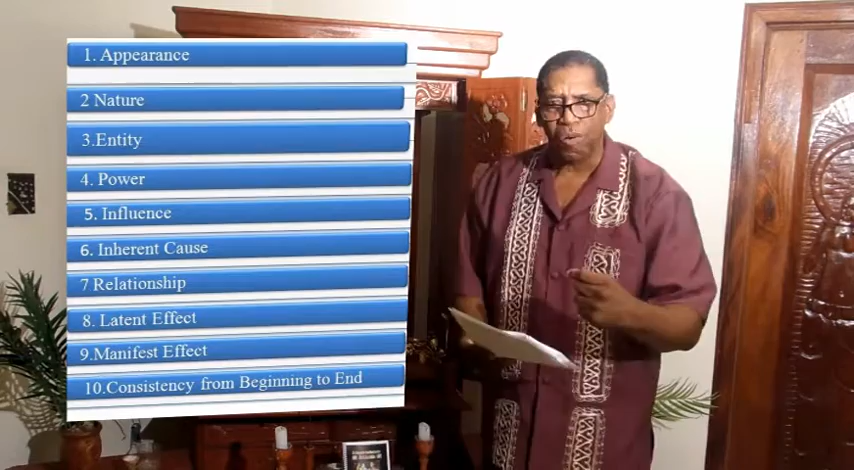 1. Appearance
2 Nature
3.Entity
4. Power
5. Influence
6. Inherent Cause
7 Relationship
8. Latent Effect
9.Manifest Effect
10.Consistency from Beginning to End